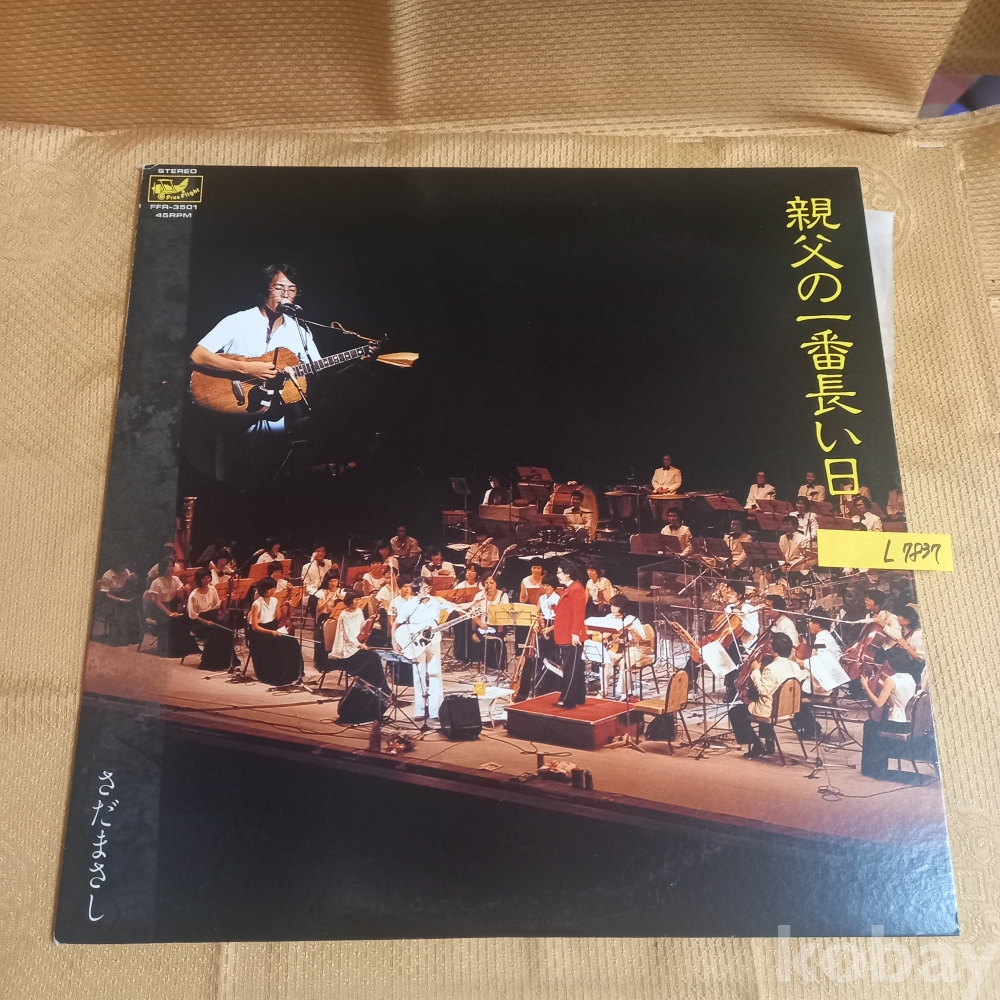 STEREO
Free Flight
FFR-3501
45RPM
親父の一番長い日
L 7837
さだまさし
kobay